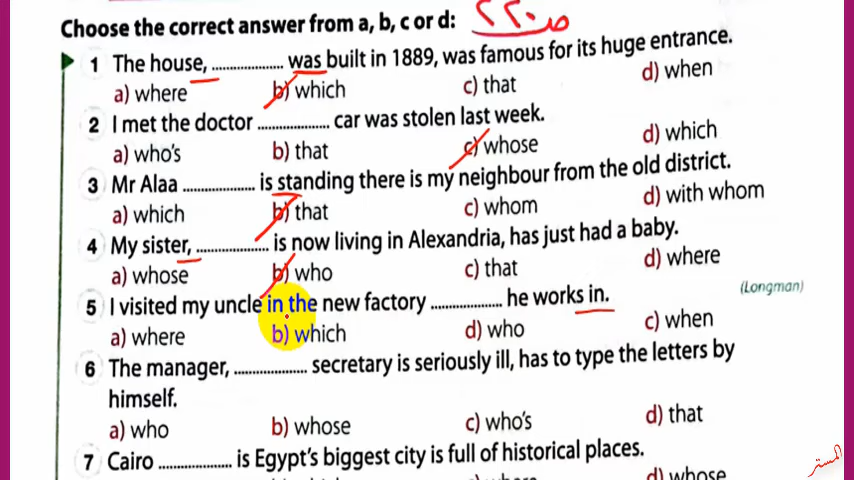 Choose the correct answer from a, b, c or d: ص ٢٢٠
1 The house, .................. was built in 1889, was famous for its huge entrance.
a) where b) which c) that d) when
2 I met the doctor .................. car was stolen last week.
a) who's b) that c) whose d) which
3 Mr Alaa .................. is standing there is my neighbour from the old district.
a) which b) that c) whom d) with whom
4 My sister, .................. is now living in Alexandria, has just had a baby.
a) whose b) who c) that d) where
5 I visited my uncle in the new factory .................. he works in.
(Longman)
a) where b) which d) who c) when
6 The manager, .................. secretary is seriously ill, has to type the letters by
himself.
a) who b) whose c) who's d) that
7 Cairo .................. is Egypt's biggest city is full of historical places.
d) whose
المستر